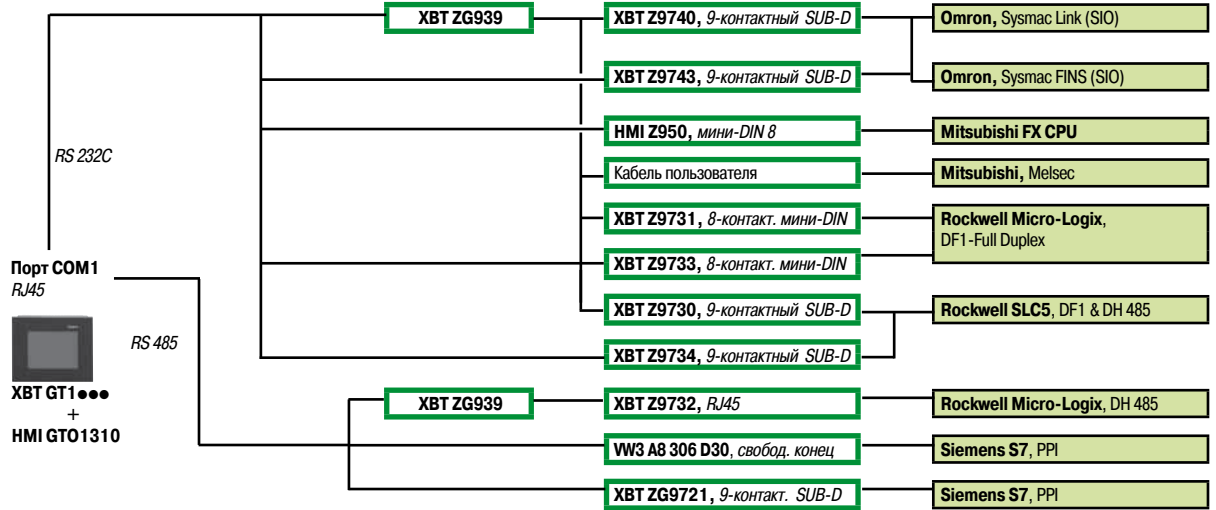 XBT ZG939
XBT Z9740, 9-контактный SUB-D
Omron, Sysmac Link (SIO)
XBT Z9743, 9-контактный SUB-D
Omron, Sysmac FINS (SIO)
HMI Z950, мини-DIN 8
Mitsubishi FX CPU
RS 232C
Кабель пользователя
Mitsubishi, Melsec
XBT Z9731, 8-контакт. мини-DIN
Rockwell Micro-Logix,
DF1-Full Duplex
XBT Z9733, 8-контакт. мини-DIN
Порт COM1
RJ45
XBT Z9730, 9-контактный SUB-D
Rockwell SLC5, DF1 & DH 485
RS 485
XBT Z9734, 9-контактный SUB-D
XBT GT1●●●
+
HMI GTO1310
XBT ZG939
XBT Z9732, RJ45
Rockwell Micro-Logix, DH 485
VW3 A8 306 D30, свобод. конец
Siemens S7, PPI
XBT ZG9721, 9-контакт. SUB-D
Siemens S7, PPI